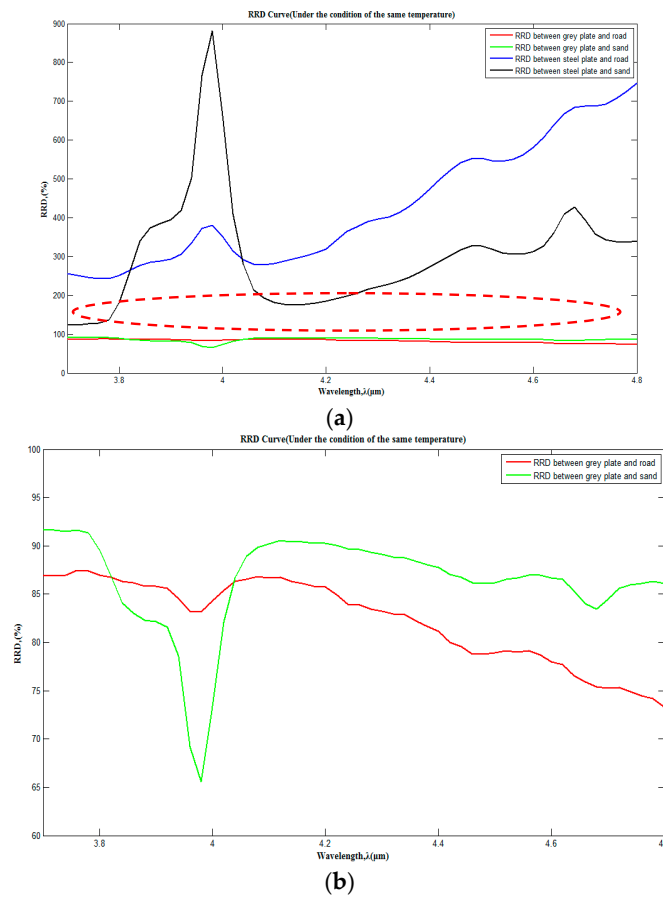 RRD Curve(Under the condition of the same temperature)
RRD between grey plate and road
RRD between grey plate and sand
RRD between steel plate and road
RRD between steel plate and sand
900
800
700
600
500
400
300
200
100
0
RRD,(%)
3.8
4
4.2
4.4
4.6
4.8
Wavelength,λ(μm)
(a)
RRD Curve(Under the condition of the same temperature)
RRD between grey plate and road
RRD between grey plate and sand
100
95
90
85
80
75
70
65
60
RRD,(%)
3.8
4
4.2
4.4
4.6
Wavelength,λ(μm)
(b)